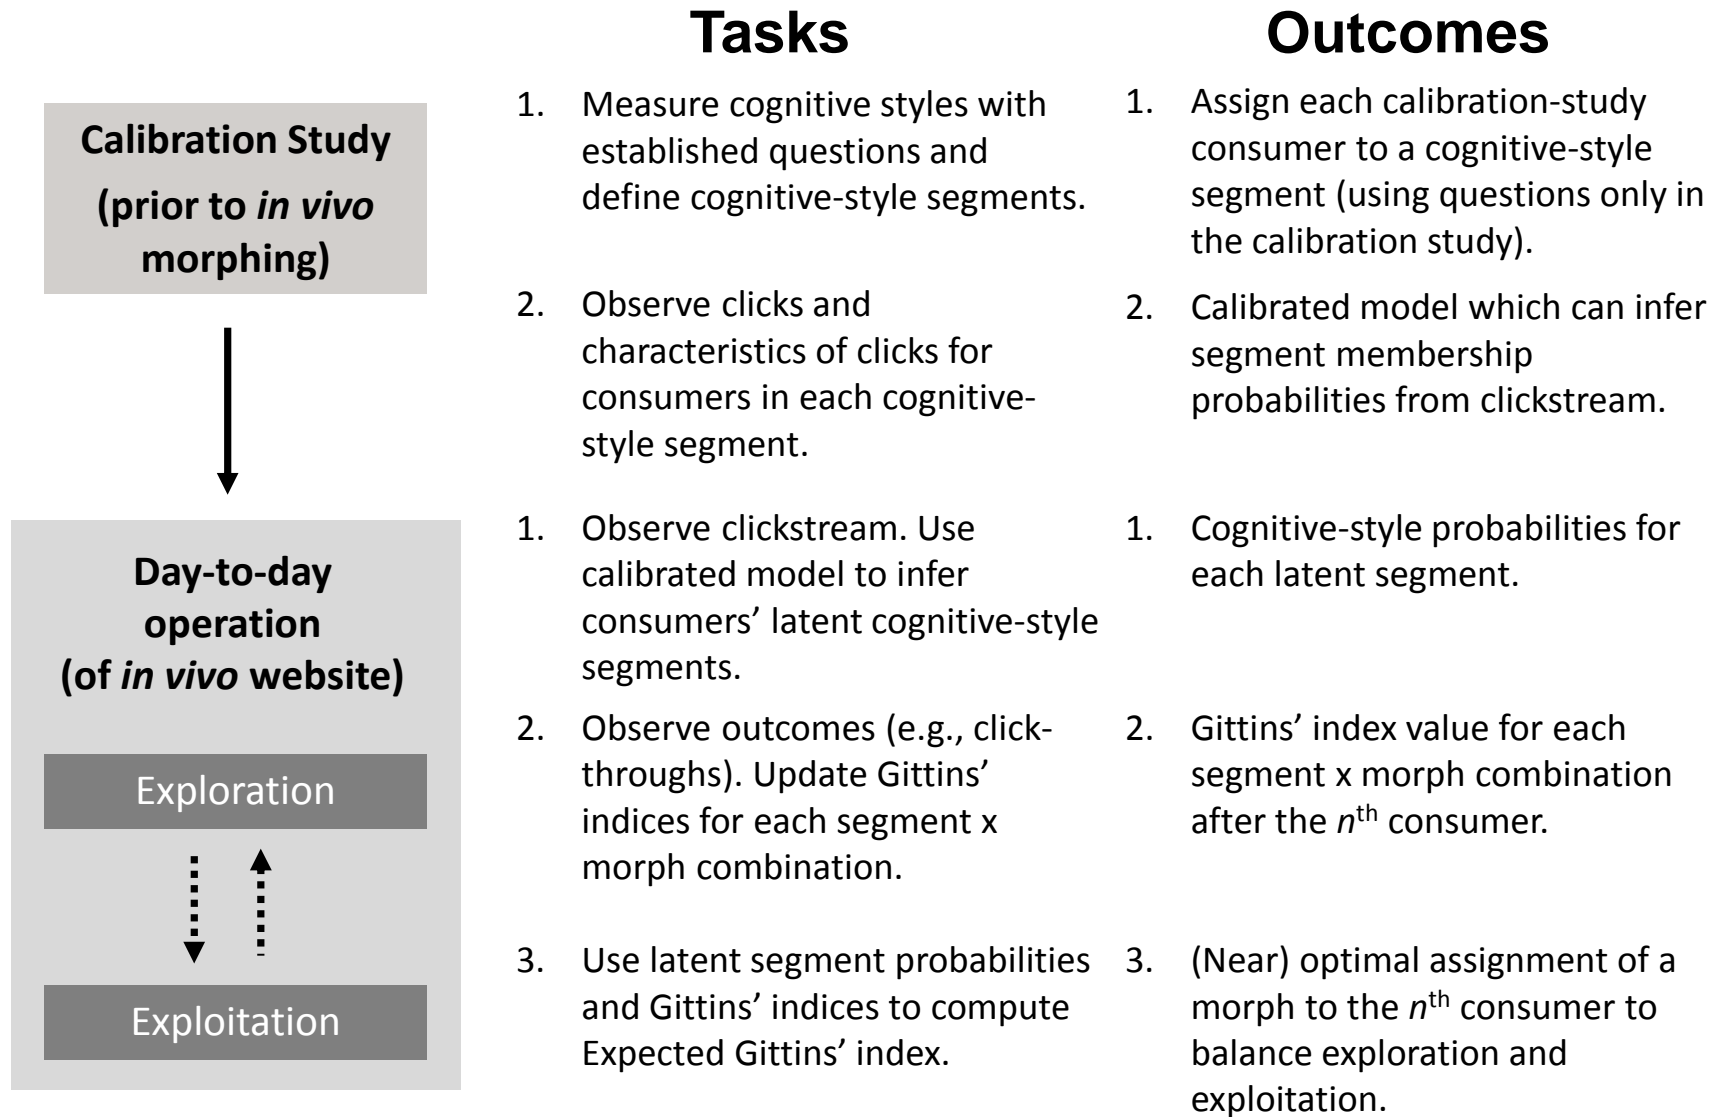 Tasks
Outcomes
Calibration Study
(prior to in vivo
morphing)
1. Measure cognitive styles with
established questions and
define cognitive-style segments.
1. Assign each calibration-study
consumer to a cognitive-style
segment (using questions only in
the calibration study).
2. Observe clicks and
characteristics of clicks for
consumers in each cognitive-
style segment.
2. Calibrated model which can infer
segment membership
probabilities from clickstream.
Day-to-day
operation
(of in vivo website)
Exploration
Exploitation
1. Observe clickstream. Use
calibrated model to infer
consumers’ latent cognitive-style
segments.
1. Cognitive-style probabilities for
each latent segment.
2. Observe outcomes (e.g., click-
throughs). Update Gittins’
indices for each segment x
morph combination.
2. Gittins’ index value for each
segment x morph combination
after the nth consumer.
3. Use latent segment probabilities
and Gittins’ indices to compute
Expected Gittins’ index.
3. (Near) optimal assignment of a
morph to the nth consumer to
balance exploration and
exploitation.